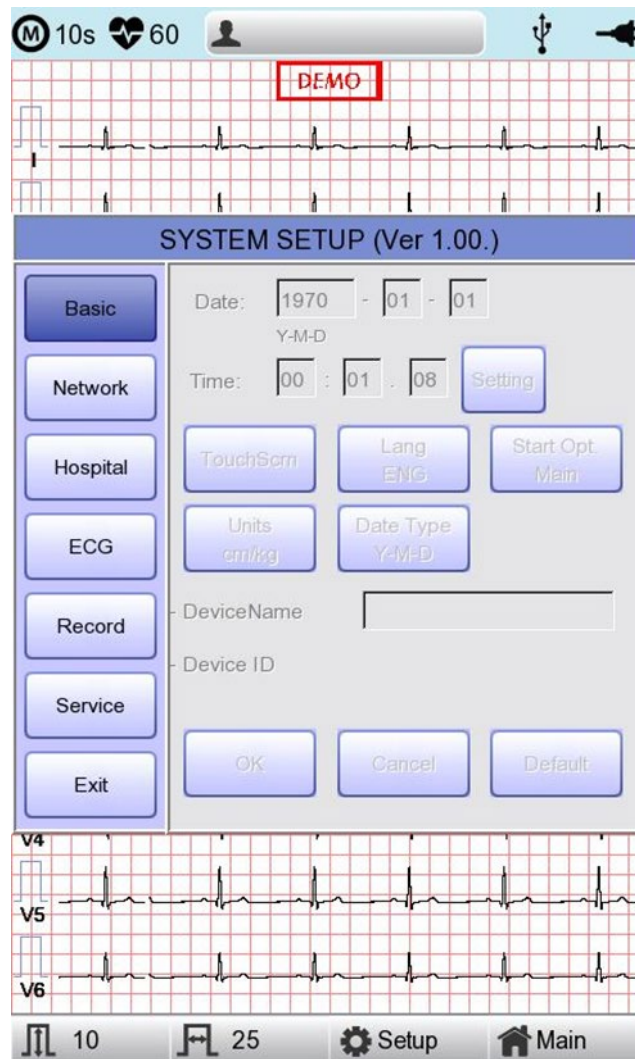 M 10s 60
DEMO
I
SYSTEM SETUP (Ver 1.00.)
Basic
Network
Hospital
ECG
Record
Service
Exit
Date: 1970 - 01 - 01
Y-M-D
Time: 00 : 01 . 08 Setting
TouchScrn
Lang
ENG
Start Opt.
Main
Units
cm/kg
Date Type
Y-M-D
- DeviceName
- Device ID
OK Cancel Default
V4
V5
V6
10 25 Setup Main